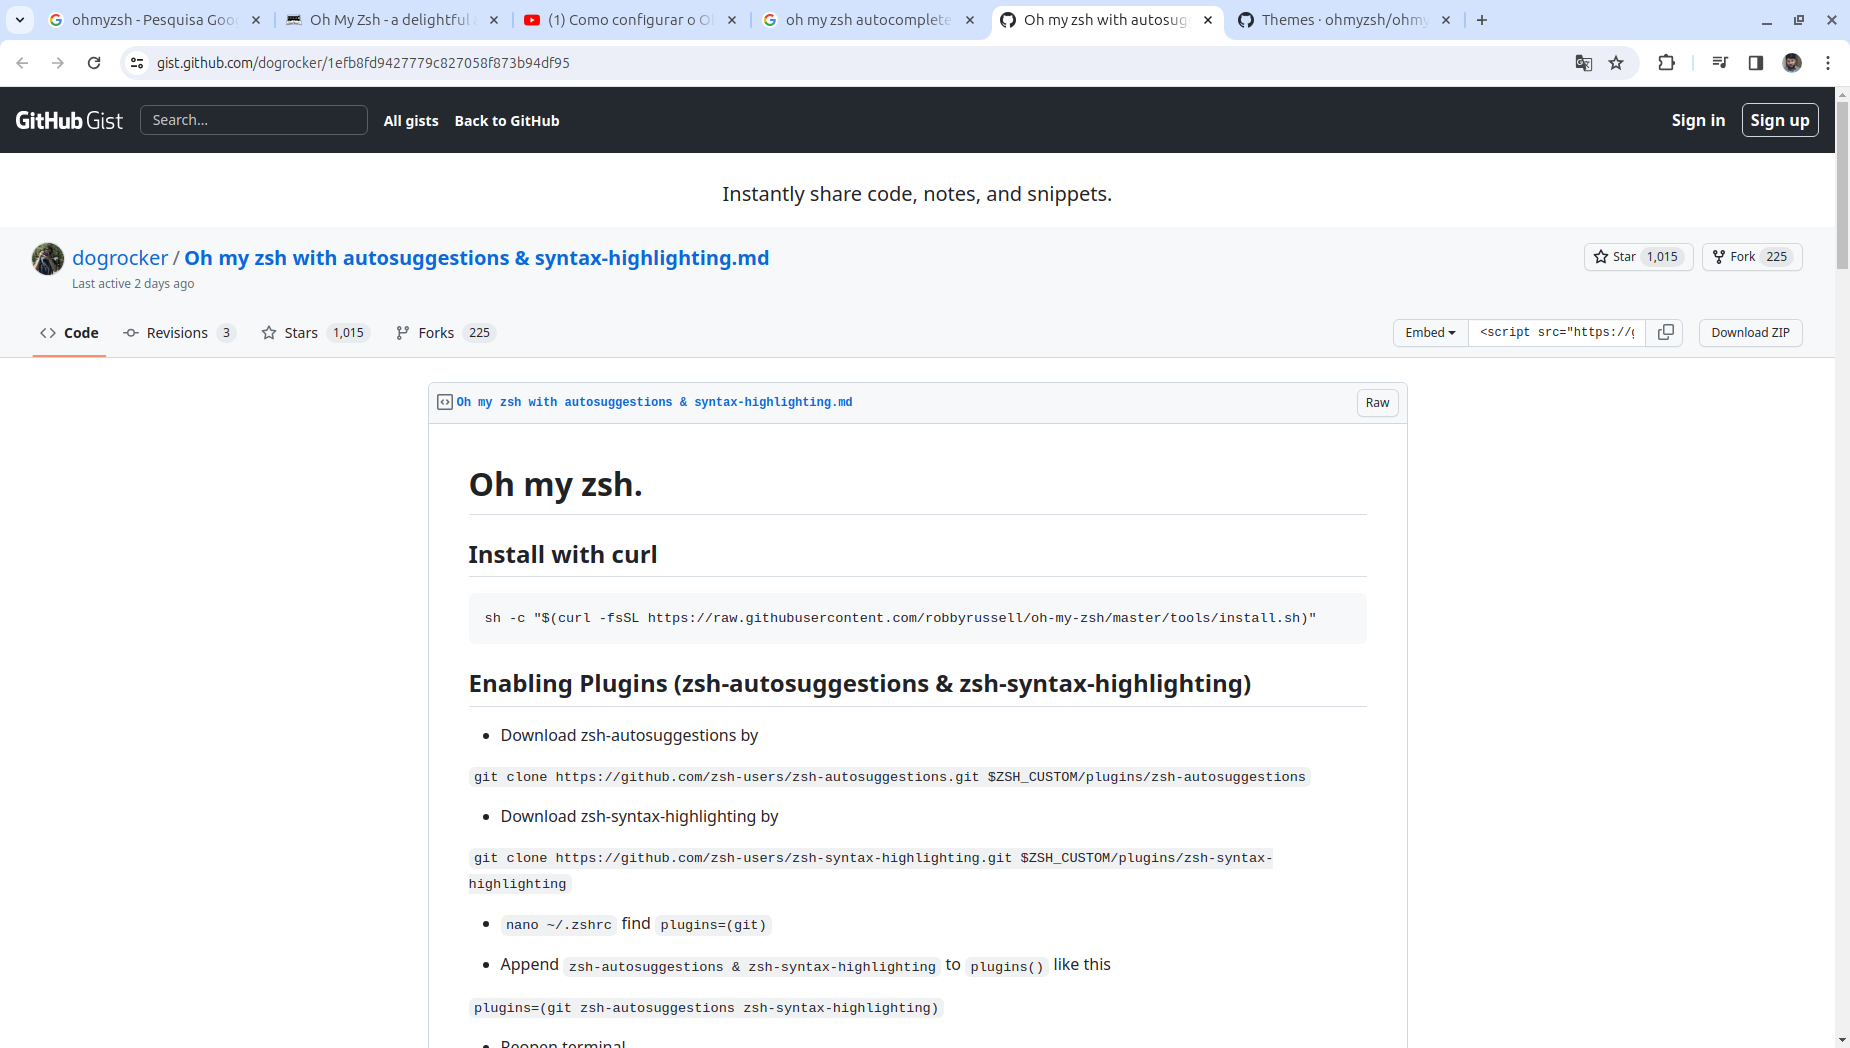 ohmyzsh - Pesquisa Goo
Oh My Zsh - a delightful
(1) Como configurar o
oh my zsh autocomplete
Oh my zsh with autosug
Themes · ohmyzsh/ohmy
gist.github.com/dogrocker/1efb8fd9427779c827058f873b94df95
GitHub Gist
Search...
All gists
Back to GitHub
Sign in
Sign up
Instantly share code, notes, and snippets.
dogrocker / Oh my zsh with autosuggestions & syntax-highlighting.md
Last active 2 days ago
Star 1,015
Fork 225
Code
Revisions 3
Stars 1,015
Forks 225
Embed
<script src="https://g
Download ZIP
Oh my zsh with autosuggestions & syntax-highlighting.md
Raw
Oh my zsh.
Install with curl
sh -c "$(curl -fsSL https://raw.githubusercontent.com/robbyrussell/oh-my-zsh/master/tools/install.sh)"
Enabling Plugins (zsh-autosuggestions & zsh-syntax-highlighting)
• Download zsh-autosuggestions by
git clone https://github.com/zsh-users/zsh-autosuggestions.git $ZSH_CUSTOM/plugins/zsh-autosuggestions
• Download zsh-syntax-highlighting by
git clone https://github.com/zsh-users/zsh-syntax-highlighting.git $ZSH_CUSTOM/plugins/zsh-syntax-
highlighting
• nano ~/.zshrc find plugins=(git)
• Append zsh-autosuggestions & zsh-syntax-highlighting to plugins() like this
plugins=(git zsh-autosuggestions zsh-syntax-highlighting)
• Reopen terminal